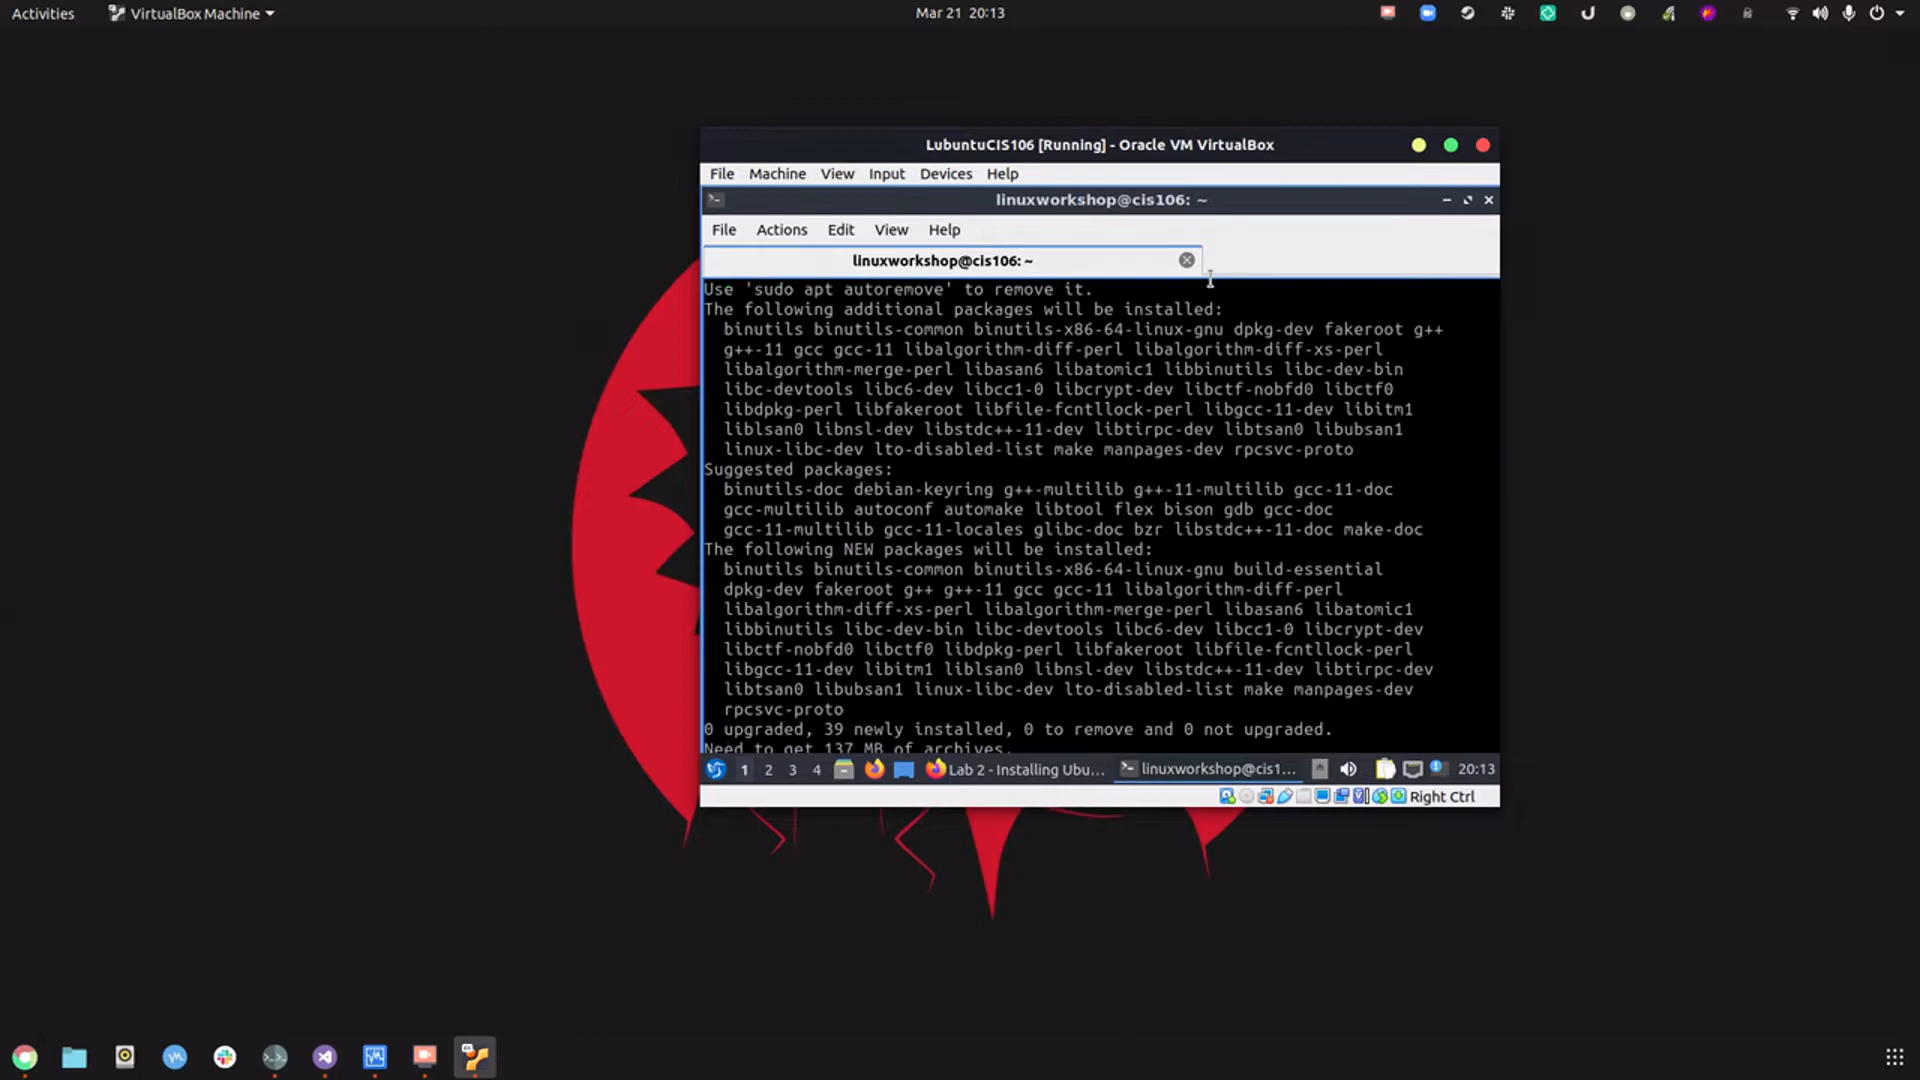 Activities
VirtualBox Machine
Mar 21 20:13
LubuntuCIS106 [Running] - Oracle VM VirtualBox
File Machine View Input Devices Help
linuxworkshop@cis106: ~
File Actions Edit View Help
linuxworkshop@cis106: ~
Use 'sudo apt autoremove' to remove it.
The following additional packages will be installed:
binutils binutils-common binutils-x86-64-linux-gnu dpkg-dev fakeroot g++
g++-11 gcc gcc-11 libalgorithm-diff-perl libalgorithm-diff-xs-perl
libalgorithm-merge-perl libasan6 libatomic1 libbinutils libc-dev-bin
libc-devtools libc6-dev libcc1-0 libcrypt-dev libctf-nobfd0 libctf0
libdpkg-perl libfakeroot libfile-fcntllock-perl libgcc-11-dev libitm1
liblsan0 libnsl-dev libstdc++-11-dev libtirpc-dev libtsan0 libubsan1
linux-libc-dev lto-disabled-list make manpages-dev rpcsvc-proto
Suggested packages:
binutils-doc debian-keyring g++-multilib g++-11-multilib gcc-11-doc
gcc-multilib autoconf automake libtool flex bison gdb gcc-doc
gcc-11-multilib gcc-11-locales glibc-doc bzr libstdc++-11-doc make-doc
The following NEW packages will be installed:
binutils binutils-common binutils-x86-64-linux-gnu build-essential
dpkg-dev fakeroot g++ g++-11 gcc gcc-11 libalgorithm-diff-perl
libalgorithm-diff-xs-perl libalgorithm-merge-perl libasan6 libatomic1
libbinutils libc-dev-bin libc-devtools libc6-dev libcc1-0 libcrypt-dev
libctf-nobfd0 libctf0 libdpkg-perl libfakeroot libfile-fcntllock-perl
libgcc-11-dev libitm1 liblsan0 libnsl-dev libstdc++-11-dev libtirpc-dev
libtsan0 libubsan1 linux-libc-dev lto-disabled-list make manpages-dev
rpcsvc-proto
0 upgraded, 39 newly installed, 0 to remove and 0 not upgraded.
Need to get 137 MB of archives.
1 2 3 4 Lab 2 - Installing Ubu... linuxworkshop@cis1... 20:13
Right Ctrl